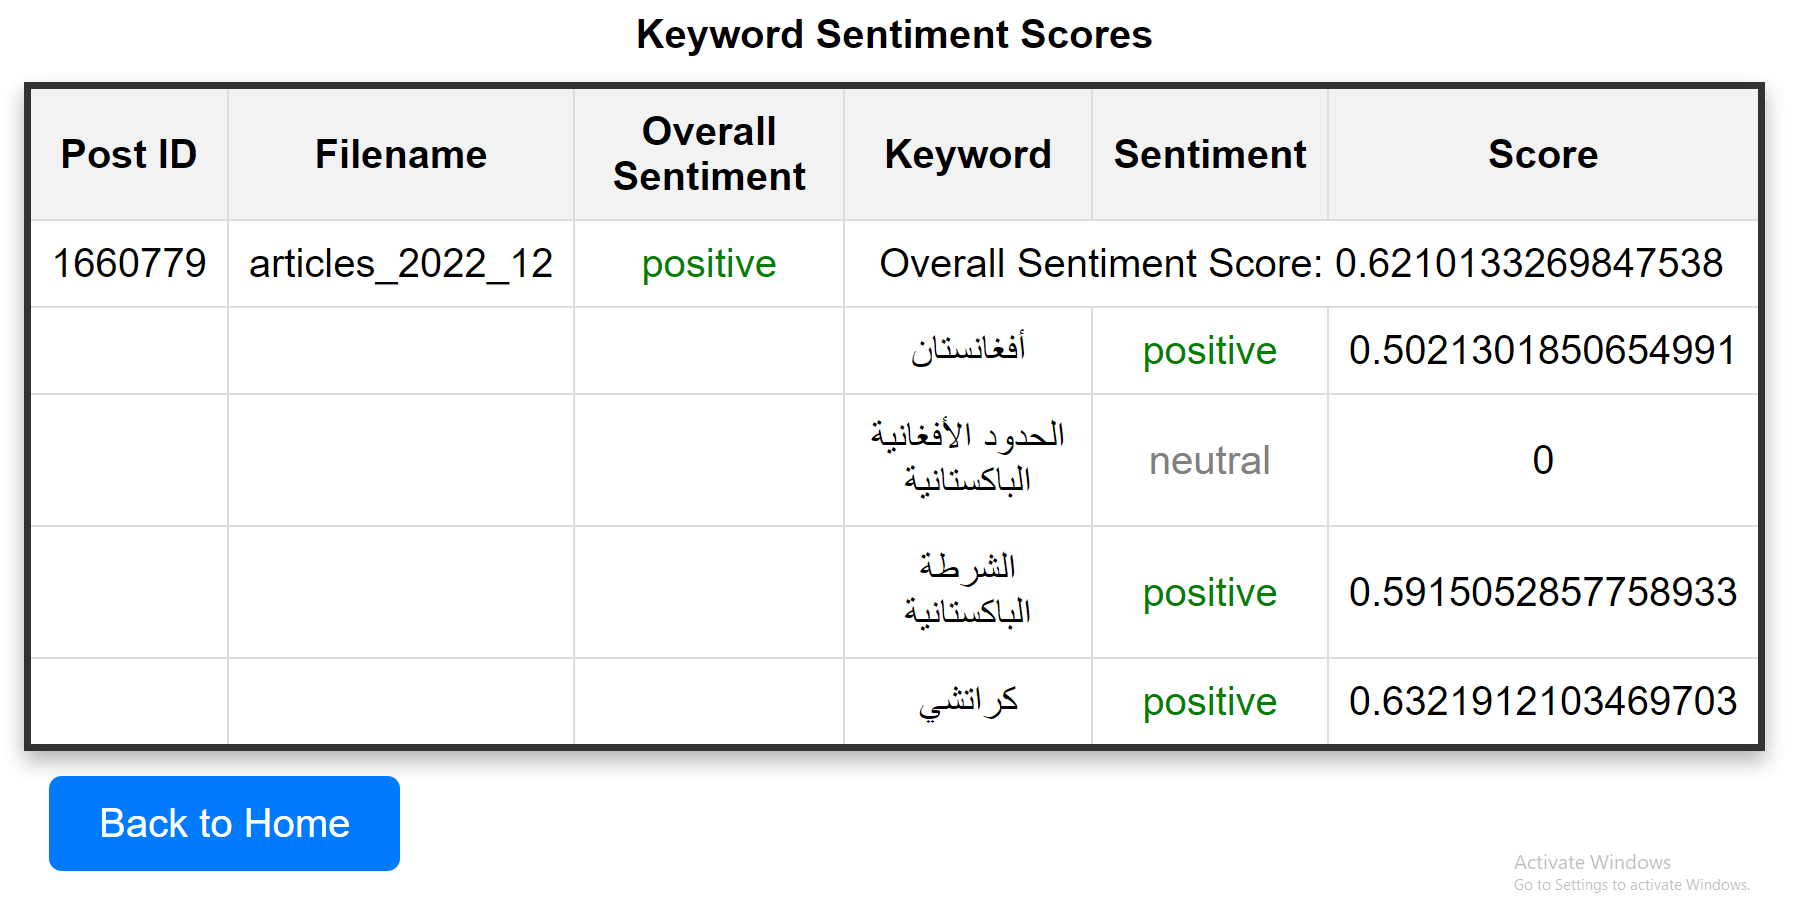 Keyword Sentiment Scores
Post ID Filename Overall Sentiment Keyword Sentiment Score
1660779 articles_2022_12 positive Overall Sentiment Score: 0.6210133269847538
أفغانستان positive 0.5021301850654991
الحدود الأفغانية
الباكستانية
neutral 0
الشرطة
الباكستانية
positive 0.5915052857758933
كراتشي positive 0.6321912103469703
Back to Home
Activate Windows
Go to Settings to activate Windows.